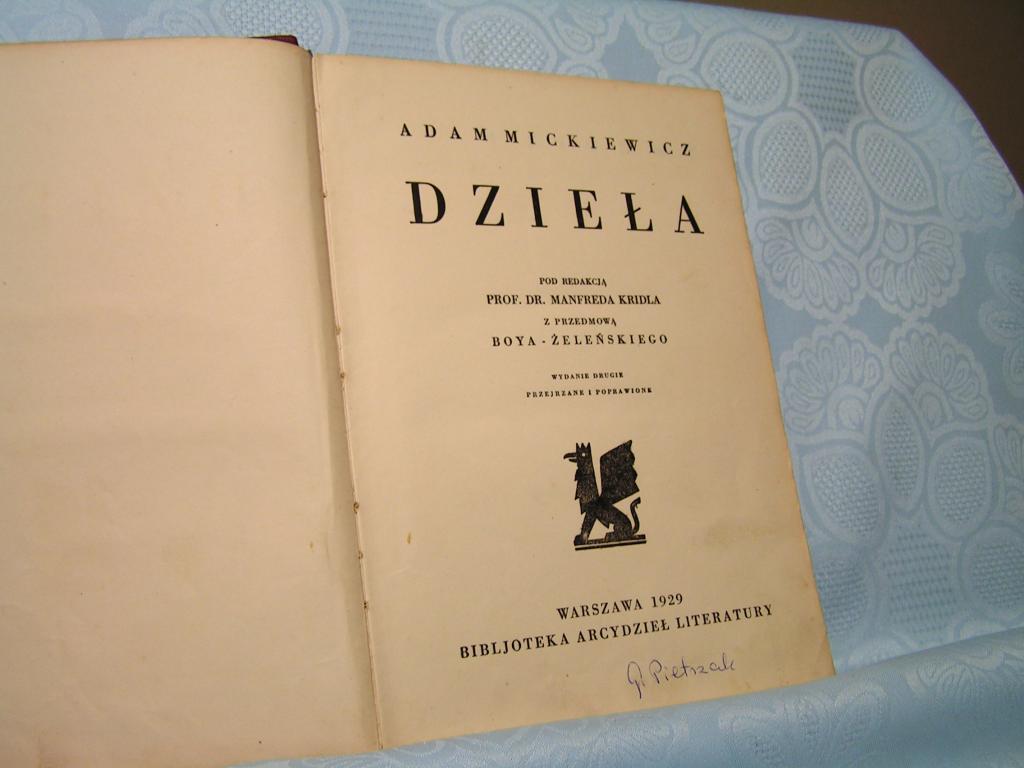 ADAM MICKIEWICZ
DZIEŁA
POD REDAKCJĄ
PROF. DR. MANFREDA KRIDLA
Z PRZEDMOWĄ
BOYA - ŻELEŃSKIEGO
WYDANIE DRUGIE
PRZEJRZANE I POPRAWIONE
WARSZAWA 1929
BIBLJOTEKA ARCYDZIEŁ LITERATURY
G. Pietrzak